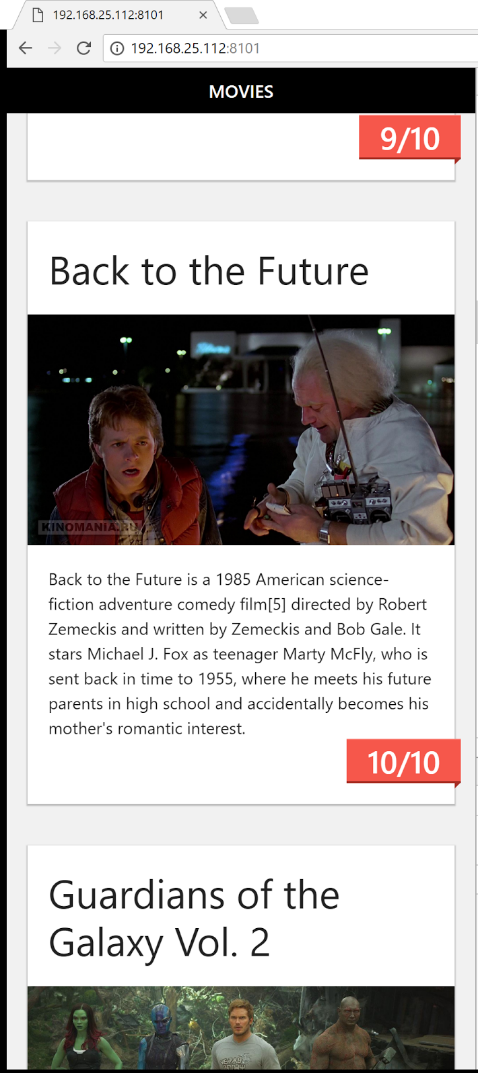 192.168.25.112:8101
192.168.25.112:8101
MOVIES
9/10
Back to the Future
KINOMANIA.RU
Back to the Future is a 1985 American science-
fiction adventure comedy film[5] directed by Robert
Zemeckis and written by Zemeckis and Bob Gale. It
stars Michael J. Fox as teenager Marty McFly, who is
sent back in time to 1955, where he meets his future
parents in high school and accidentally becomes his
mother's romantic interest.
10/10
Guardians of the
Galaxy Vol. 2